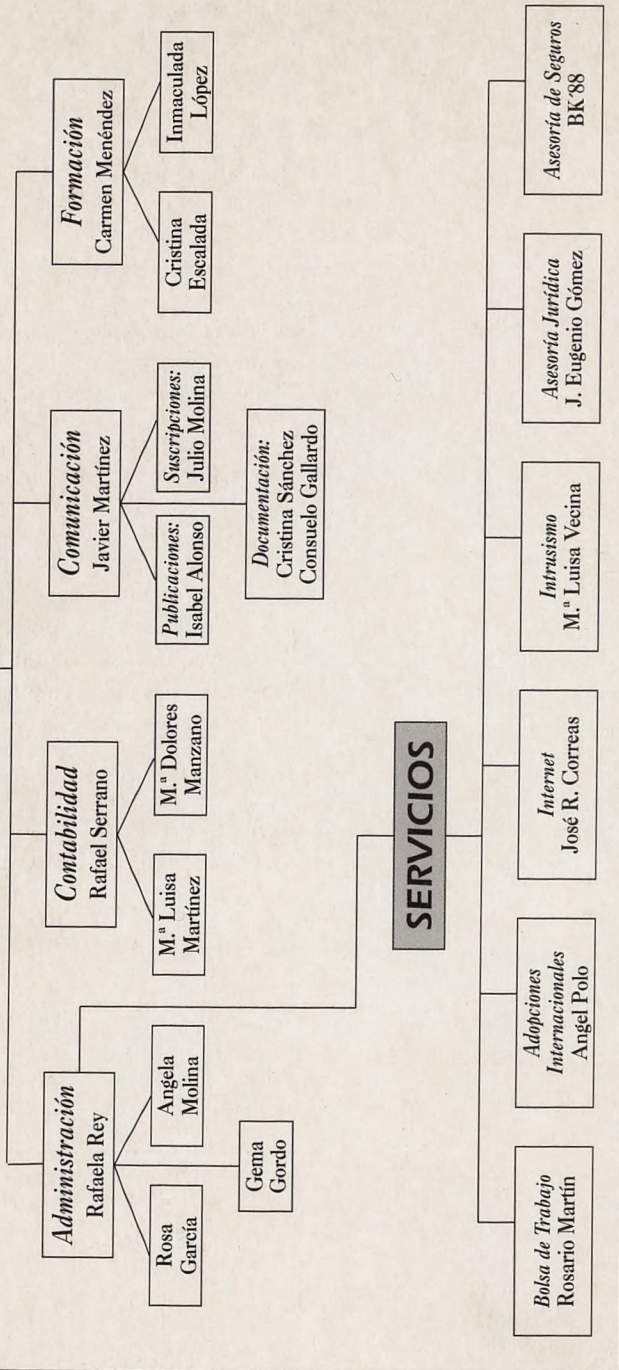 Administración
Rafaela Rey
Rosa
García
Angela
Molina
Gema
Gordo
Contabilidad
Rafael Serrano
M.ª Luisa
Martínez
M.ª Dolores
Manzano
Comunicación
Javier Martínez
Publicaciones:
Isabel Alonso
Suscripciones:
Julio Molina
Documentación:
Cristina Sánchez
Consuelo Gallardo
Formación
Carmen Menéndez
Cristina
Escalada
Inmaculada
López
SERVICIOS
Bolsa de Trabajo
Rosario Martín
Adopciones
Internacionales
Angel Polo
Internet
José R. Correas
Intrusismo
M.ª Luisa Vecina
Asesoría Jurídica
J. Eugenio Gómez
Asesoría de Seguros
BK´88